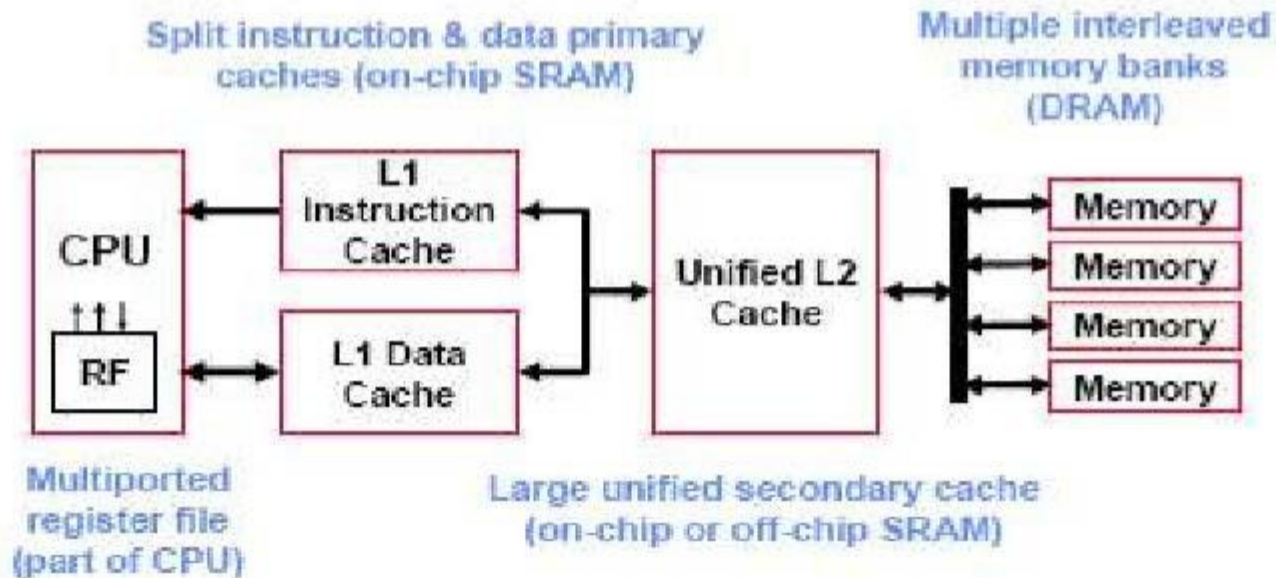 Split instruction & data primary
caches (on-chip SRAM)
Multiple interleaved
memory banks
(DRAM)
L1
Instruction
Cache
CPU
RF
L1 Data
Cache
Unified L2
Cache
Memory
Memory
Memory
Memory
Multiported
register file
(part of CPU)
Large unified secondary cache
(on-chip or off-chip SRAM)